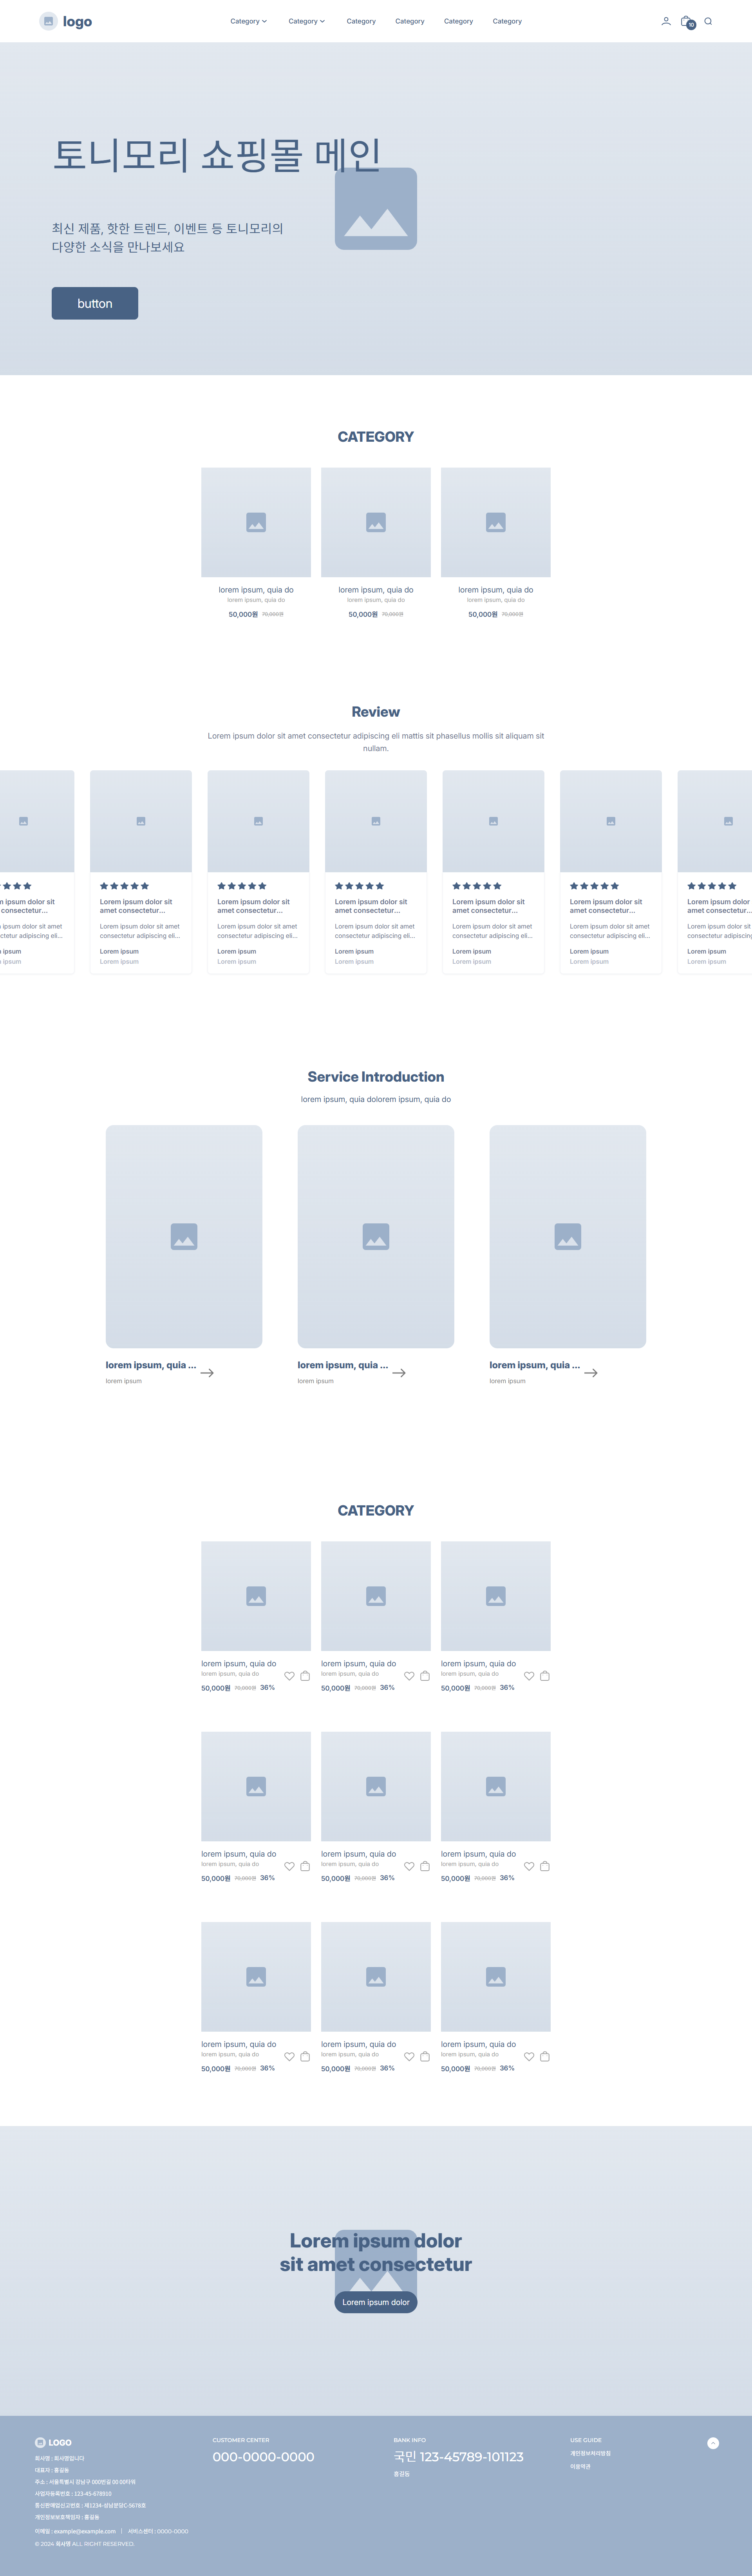 logo
Category Category Category Category Category Category
10
토니모리 쇼핑몰 메인
최신 제품, 핫한 트렌드, 이벤트 등 토니모리의
다양한 소식을 만나보세요
button
CATEGORY
lorem ipsum, quia do lorem ipsum, quia do lorem ipsum, quia do
lorem ipsum, quia do lorem ipsum, quia do lorem ipsum, quia do
50,000원 70,000원 50,000원 70,000원 50,000원 70,000원
Review
Lorem ipsum dolor sit amet consectetur adipiscing eli mattis sit phasellus mollis sit aliquam sit
nullam.
m ipsum dolor sit Lorem ipsum dolor sit Lorem ipsum dolor sit Lorem ipsum dolor sit Lorem ipsum dolor sit Lorem ipsum dolor sit Lorem ipsum dolor
consectetur... amet consectetur... amet consectetur... amet consectetur... amet consectetur... amet consectetur... amet consectetur...
ipsum dolor sit amet Lorem ipsum dolor sit amet Lorem ipsum dolor sit amet Lorem ipsum dolor sit amet Lorem ipsum dolor sit amet Lorem ipsum dolor sit amet Lorem ipsum dolor sit
ctetur adipiscing eli... consectetur adipiscing eli... consectetur adipiscing eli... consectetur adipiscing eli... consectetur adipiscing eli... consectetur adipiscing eli... consectetur adipiscing
ipsum Lorem ipsum Lorem ipsum Lorem ipsum Lorem ipsum Lorem ipsum Lorem ipsum
ipsum Lorem ipsum Lorem ipsum Lorem ipsum Lorem ipsum Lorem ipsum Lorem ipsum
Service Introduction
lorem ipsum, quia dolorem ipsum, quia do
lorem ipsum, quia ... lorem ipsum, quia ... lorem ipsum, quia ...
lorem ipsum lorem ipsum lorem ipsum
CATEGORY
lorem ipsum, quia do lorem ipsum, quia do lorem ipsum, quia do
lorem ipsum, quia do lorem ipsum, quia do lorem ipsum, quia do
50,000원 70,000원 36% 50,000원 70,000원 36% 50,000원 70,000원 36%
lorem ipsum, quia do lorem ipsum, quia do lorem ipsum, quia do
lorem ipsum, quia do lorem ipsum, quia do lorem ipsum, quia do
50,000원 70,000원 36% 50,000원 70,000원 36% 50,000원 70,000원 36%
lorem ipsum, quia do lorem ipsum, quia do lorem ipsum, quia do
lorem ipsum, quia do lorem ipsum, quia do lorem ipsum, quia do
50,000원 70,000원 36% 50,000원 70,000원 36% 50,000원 70,000원 36%
Lorem ipsum dolor
sit amet consectetur
Lorem ipsum dolor
LOGO
회사명 : 회사명입니다
대표자 : 홍길동
주소 : 서울특별시 강남구 000번길 00 00타워
사업자등록번호 : 123-45-678910
통신판매업신고번호 : 제1234-성남분당C-5678호
개인정보보호책임자 : 홍길동
이메일 : example@example.com | 서비스센터 : 0000-0000
© 2024 회사명 ALL RIGHT RESERVED.
CUSTOMER CENTER
000-0000-0000
BANK INFO
국민 123-45789-101123
홍길동
USE GUIDE
개인정보처리방침
이용약관